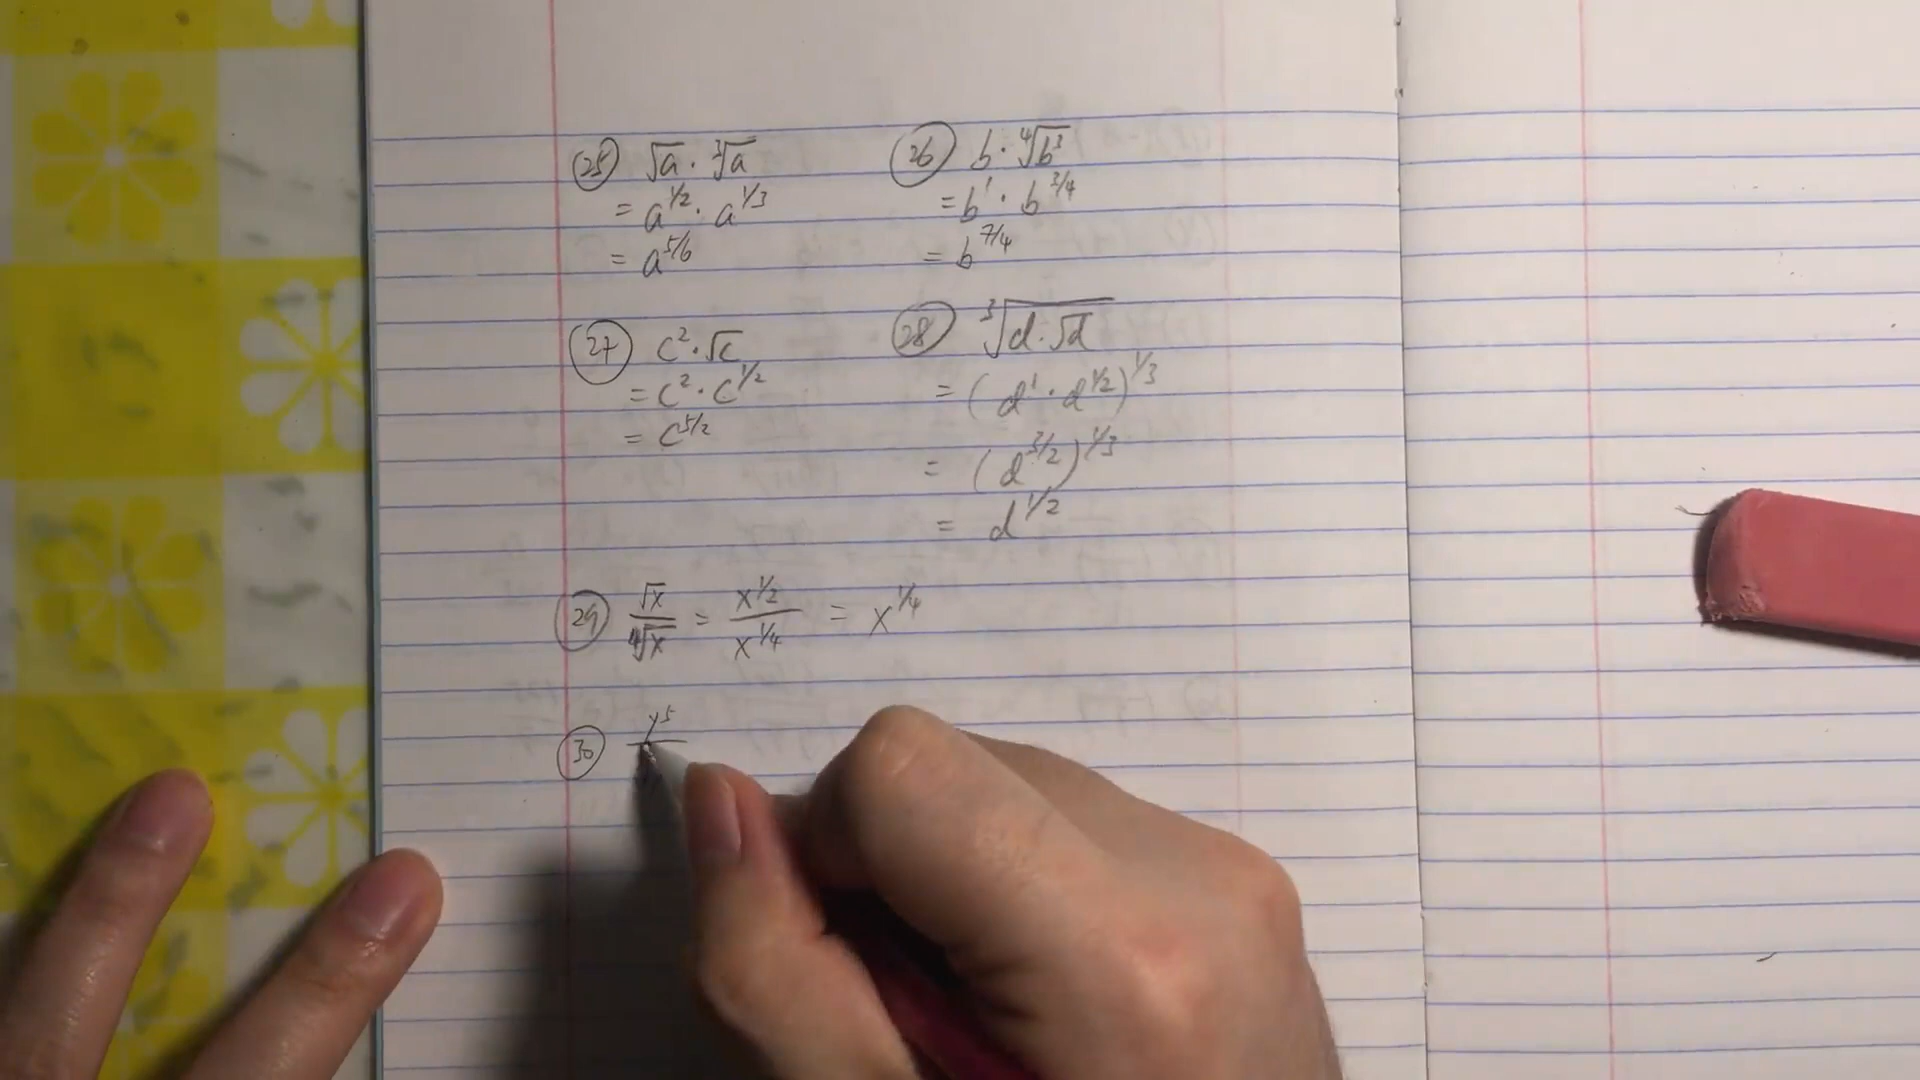 25 √a · ∛a
= a^1/2 · a^1/3
= a^5/6
26 b · ∜b³
= b¹ · b^3/4
= b^7/4
27 c² · √c
= c² · c^1/2
= c^5/2
28 ∛(d · √d)
= (d¹ · d^1/2)^1/3
= (d^3/2)^1/3
= d^1/2
29 √x / ∜x = x^1/2 / x^1/4 = x^1/4
30 y⁵